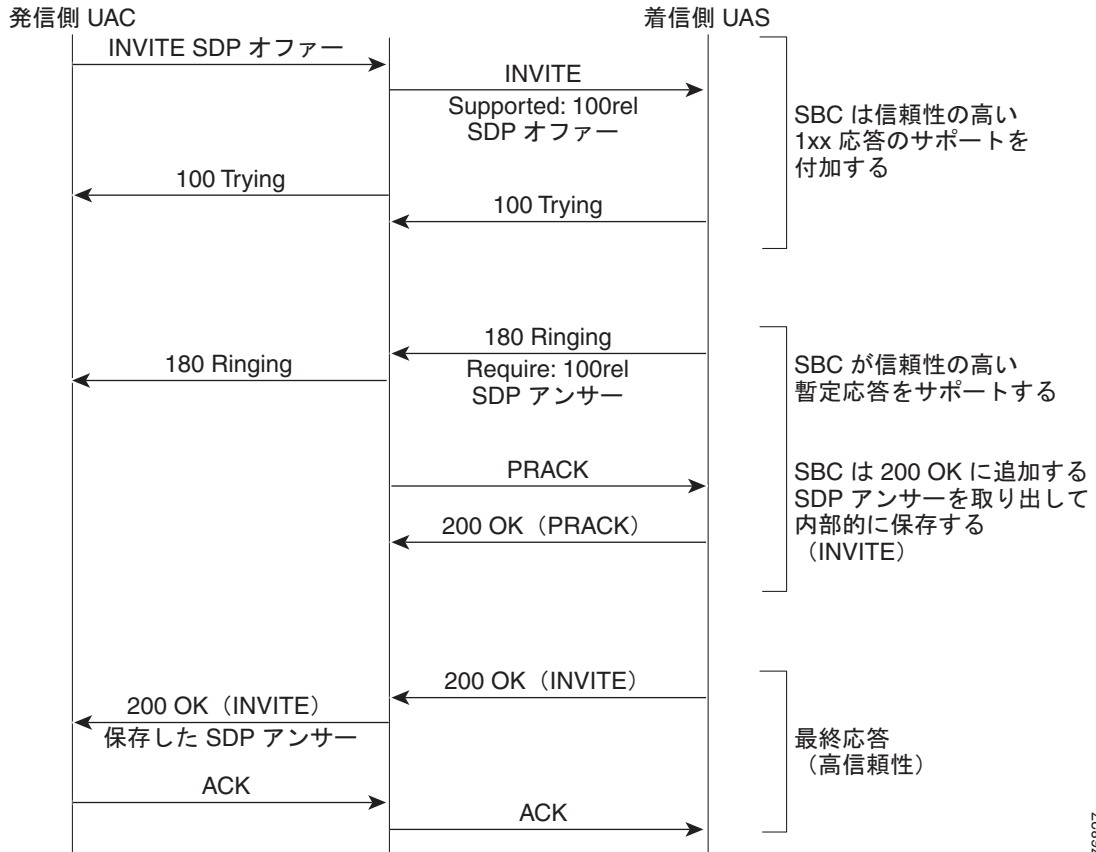 発信側 UAC
着信側 UAS
INVITE SDP オファー
INVITE
Supported: 100rel
SDP オファー
SBC は信頼性の高い
1xx 応答のサポートを
付加する
100 Trying
100 Trying
180 Ringing
Require: 100rel
SDP アンサー
180 Ringing
SBC が信頼性の高い
暫定応答をサポートする
PRACK
200 OK（PRACK）
SBC は 200 OK に追加する
SDP アンサーを取り出して
内部的に保存する
（INVITE）
200 OK（INVITE）
200 OK（INVITE）
保存した SDP アンサー
最終応答
（高信頼性）
ACK
ACK